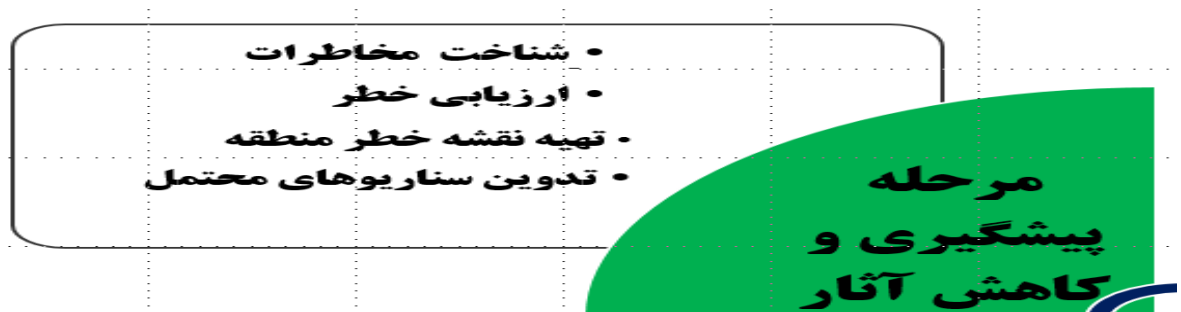 • شناخت مخاطرات
• ارزیابی خطر
• تهیه نقشه خطر منطقه
• تدوین سناریوهای محتمل
مرحله
پیشگیری و
کاهش آثار